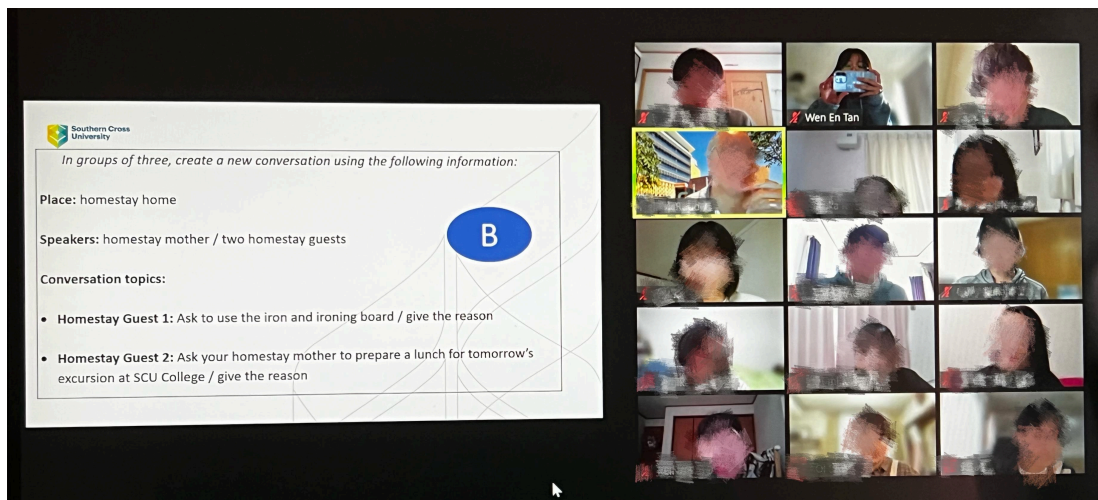 Southern Cross
University
In groups of three, create a new conversation using the following information:
Place: homestay home
Speakers: homestay mother / two homestay guests
B
Conversation topics:
• Homestay Guest 1: Ask to use the iron and ironing board / give the reason
• Homestay Guest 2: Ask your homestay mother to prepare a lunch for tomorrow's
excursion at SCU College / give the reason
Wen En Tan